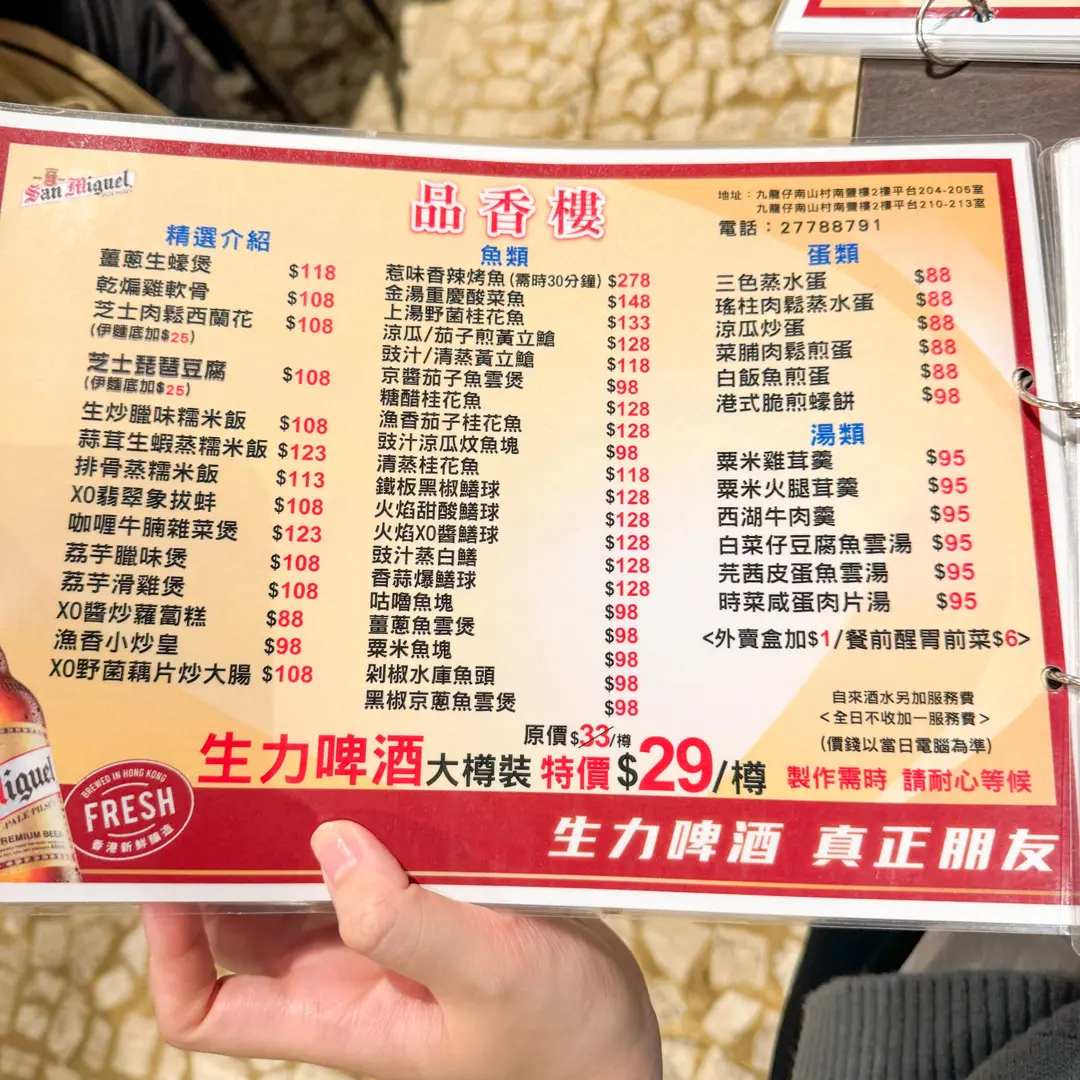 San Miguel
品香樓
地址：九龍仔南山村南豐樓2樓平台204-205室
九龍仔南山村南豐樓2樓平台210-213室
電話：27788791
精選介紹
薑蔥生蠔煲 $118
乾煸雞軟骨 $108
芝士肉鬆西蘭花 $108
(伊麵底加$25)
芝士琵琶豆腐 $108
(伊麵底加$25)
生炒臘味糯米飯 $108
蒜茸生蝦蒸糯米飯 $123
排骨蒸糯米飯 $113
XO翡翠象拔蚌 $108
咖喱牛腩雜菜煲 $123
荔芋臘味煲 $108
荔芋滑雞煲 $108
XO醬炒蘿蔔糕 $88
漁香小炒皇 $98
XO野菌藕片炒大腸 $108
魚類
惹味香辣烤魚(需時30分鐘) $278
金湯重慶酸菜魚 $148
上湯野菌桂花魚 $133
涼瓜/茄子煎黃立鯧 $128
豉汁/清蒸黃立鯧 $118
京醬茄子魚雲煲 $98
糖醋桂花魚 $128
漁香茄子桂花魚 $128
豉汁涼瓜炆魚塊 $98
清蒸桂花魚 $118
鐵板黑椒鱔球 $128
火焰甜酸鱔球 $128
火焰XO醬鱔球 $128
豉汁蒸白鱔 $128
香蒜爆鱔球 $128
咕嚕魚塊 $98
薑蔥魚雲煲 $98
粟米魚塊 $98
剁椒水庫魚頭 $98
黑椒京蔥魚雲煲 $98
蛋類
三色蒸水蛋 $88
瑤柱肉鬆蒸水蛋 $88
涼瓜炒蛋 $88
菜脯肉鬆煎蛋 $88
白飯魚煎蛋 $88
港式脆煎蠔餅 $98
湯類
粟米雞茸羹 $95
粟米火腿茸羹 $95
西湖牛肉羹 $95
白菜仔豆腐魚雲湯 $95
芫茜皮蛋魚雲湯 $95
時菜咸蛋肉片湯 $95
<外賣盒加$1/餐前醒胃前菜$6>
自來酒水另加服務費
<全日不收加一服務費>
(價錢以當日電腦為準)
製作需時 請耐心等候
原價$33/樽
生力啤酒大樽裝 特價$29/樽
iguel
PALE PILS
PREMIUM BEER
BREWED IN HONG KONG
FRESH
香港新鮮釀造
生力啤酒 真正朋友